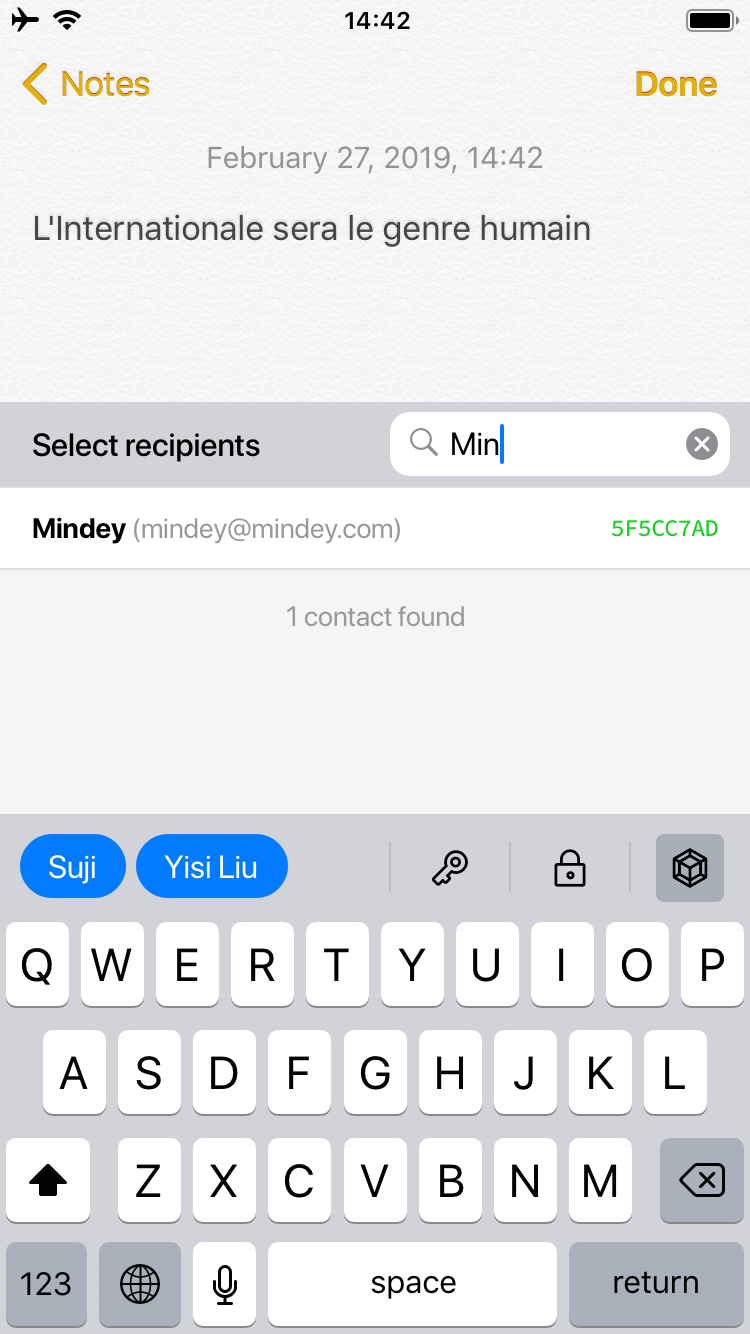 14:42
Notes Done
February 27, 2019, 14:42
L'Internationale sera le genre humain
Select recipients Min
Mindey (mindey@mindey.com) 5F5CC7AD
1 contact found
Suji Yisi Liu
Q W E R T Y U I O P
A S D F G H J K L
Z X C V B N M
123 space return